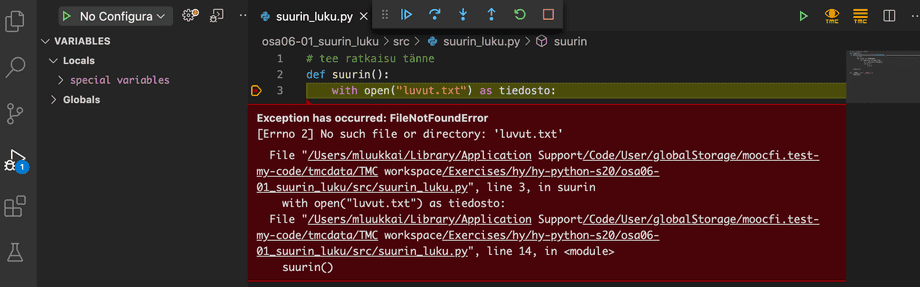 No Configura
suurin_luku.py
TMC
TMC
VARIABLES
Locals
special variables
Globals
1
osa06-01_suurin_luku > src > suurin_luku.py > suurin
1 # tee ratkaisu tänne
2 def suurin():
3 with open("luvut.txt") as tiedosto:
Exception has occurred: FileNotFoundError
[Errno 2] No such file or directory: 'luvut.txt'
File "/Users/mluukkai/Library/Application Support/Code/User/globalStorage/moocfi.test-
my-code/tmcdata/TMC workspace/Exercises/hy/hy-python-s20/osa06-
01_suurin_luku/src/suurin_luku.py", line 3, in suurin
with open("luvut.txt") as tiedosto:
File "/Users/mluukkai/Library/Application Support/Code/User/globalStorage/moocfi.test-
my-code/tmcdata/TMC workspace/Exercises/hy/hy-python-s20/osa06-
01_suurin_luku/src/suurin_luku.py", line 14, in <module>
suurin()